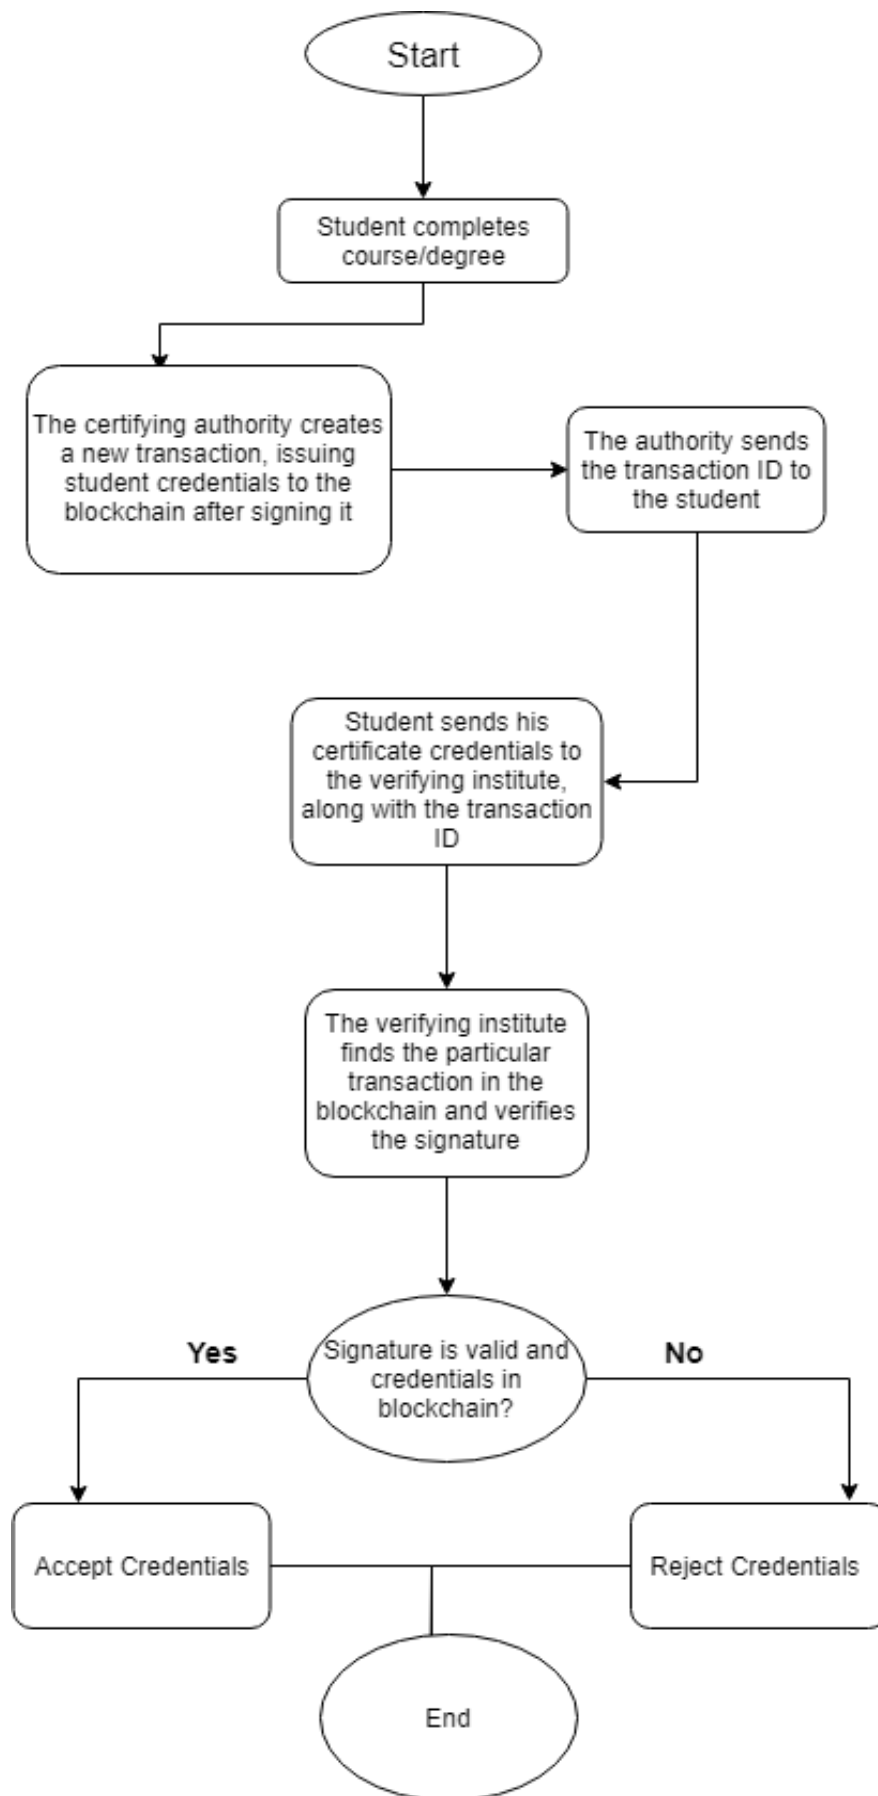 Start
Student completes
course/degree
The certifying authority creates
a new transaction, issuing
student credentials to the
blockchain after signing it
The authority sends
the transaction ID to
the student
Student sends his
certificate credentials to
the verifying institute,
along with the transaction
ID
The verifying institute
finds the particular
transaction in the
blockchain and verifies
the signature
Signature is valid and
credentials in
blockchain?
Yes
No
Accept Credentials
Reject Credentials
End